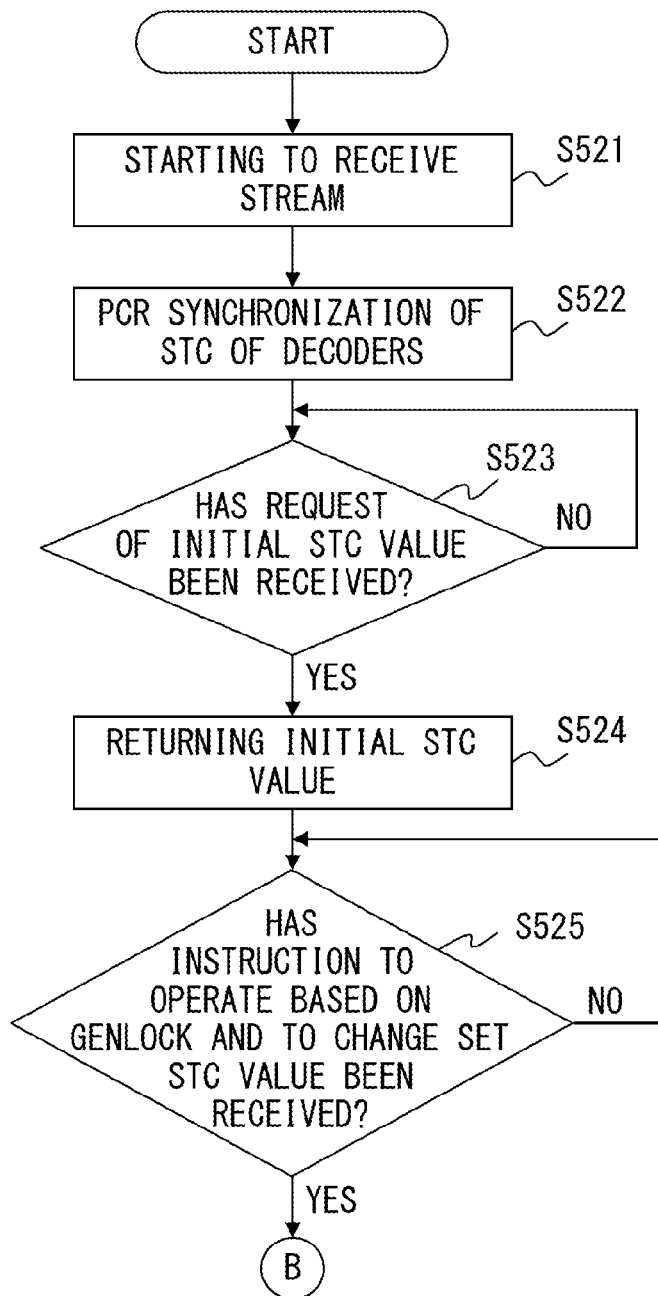 START
STARTING TO RECEIVE
STREAM
S521
PCR SYNCHRONIZATION OF
STC OF DECODERS
S522
HAS REQUEST
OF INITIAL STC VALUE
BEEN RECEIVED?
S523
NO
YES
RETURNING INITIAL STC
VALUE
S524
HAS
INSTRUCTION TO
OPERATE BASED ON
GENLOCK AND TO CHANGE SET
STC VALUE BEEN
RECEIVED?
S525
NO
YES
B